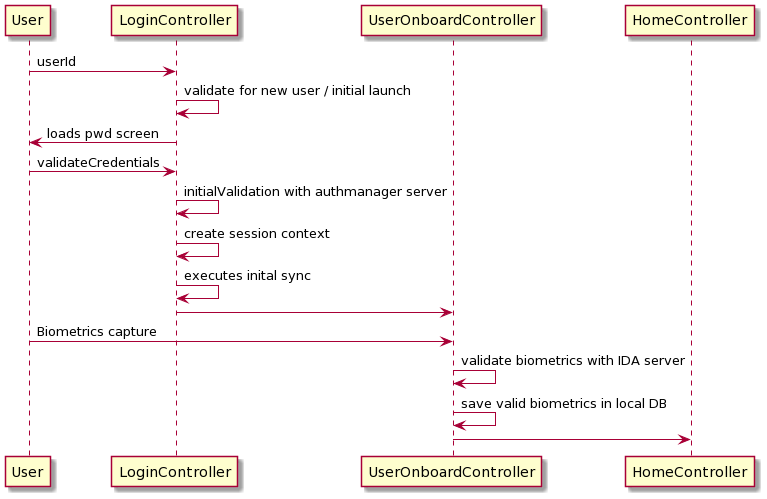 User
LoginController
UserOnboardController
HomeController
userId
validate for new user / initial launch
loads pwd screen
validateCredentials
initialValidation with authmanager server
create session context
executes inital sync
Biometrics capture
validate biometrics with IDA server
save valid biometrics in local DB
User
LoginController
UserOnboardController
HomeController